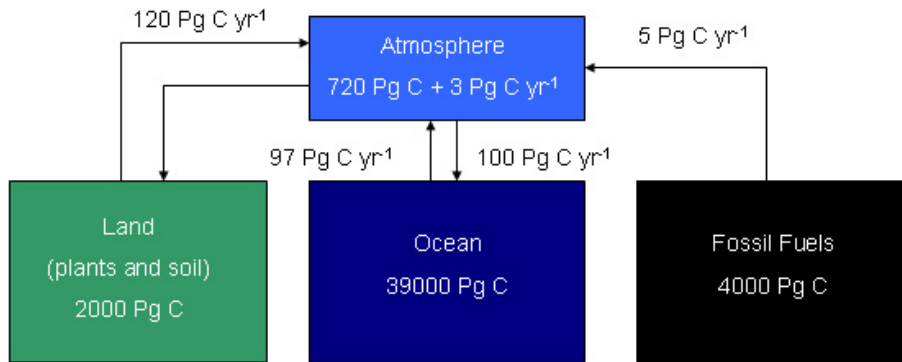 120 Pg C yr⁻¹
Atmosphere
720 Pg C + 3 Pg C yr⁻¹
5 Pg C yr⁻¹
97 Pg C yr⁻¹
100 Pg C yr⁻¹
Land
(plants and soil)
2000 Pg C
Ocean
39000 Pg C
Fossil Fuels
4000 Pg C